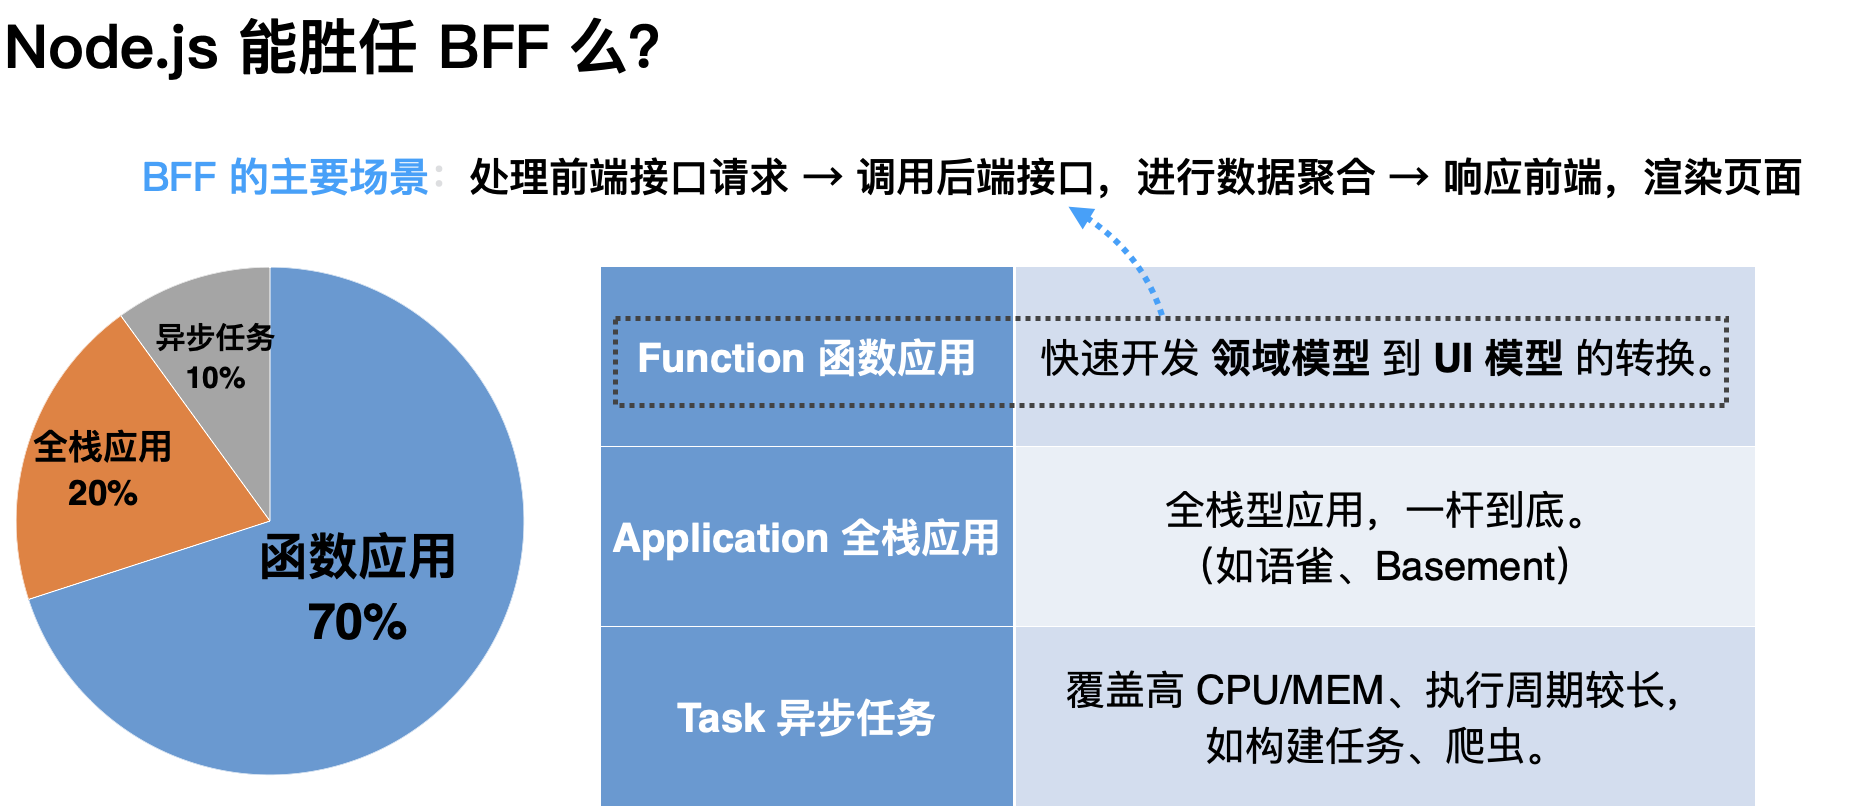 Node.js 能胜任 BFF 么?
BFF 的主要场景：处理前端接口请求 → 调用后端接口，进行数据聚合 → 响应前端，渲染页面
异步任务
10%
全栈应用
20%
函数应用
70%
Function 函数应用
快速开发 领域模型 到 UI 模型 的转换。
Application 全栈应用
全栈型应用，一杆到底。
（如语雀、Basement）
Task 异步任务
覆盖高 CPU/MEM、执行周期较长，
如构建任务、爬虫。